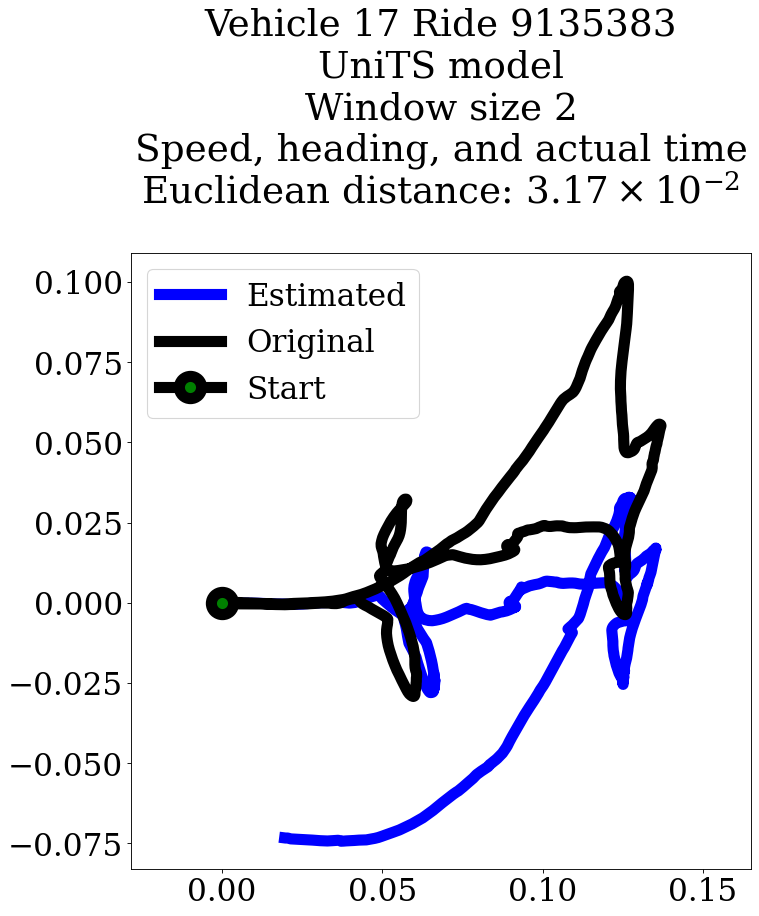 Vehicle 17 Ride 9135383
UniTS model
Window size 2
Speed, heading, and actual time
Euclidean distance: 3.17 × 10⁻²
Estimated
Original
Start
0.100
0.075
0.050
0.025
0.000
−0.025
−0.050
−0.075
0.00 0.05 0.10 0.15